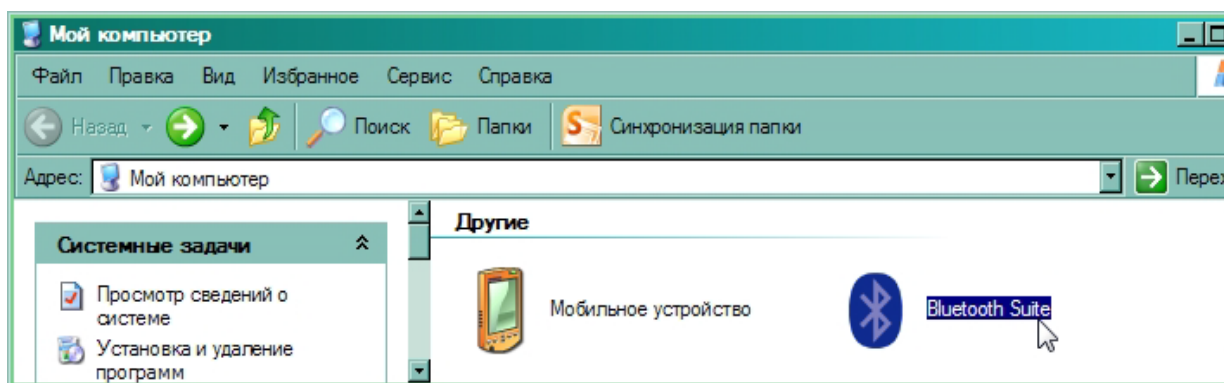 Мой компьютер
Файл Правка Вид Избранное Сервис Справка
Назад Поиск Папки Синхронизация папки
Адрес: Мой компьютер Перех
Другие
Системные задачи
Мобильное устройство Bluetooth Suite
Просмотр сведений о
системе
Установка и удаление
программ